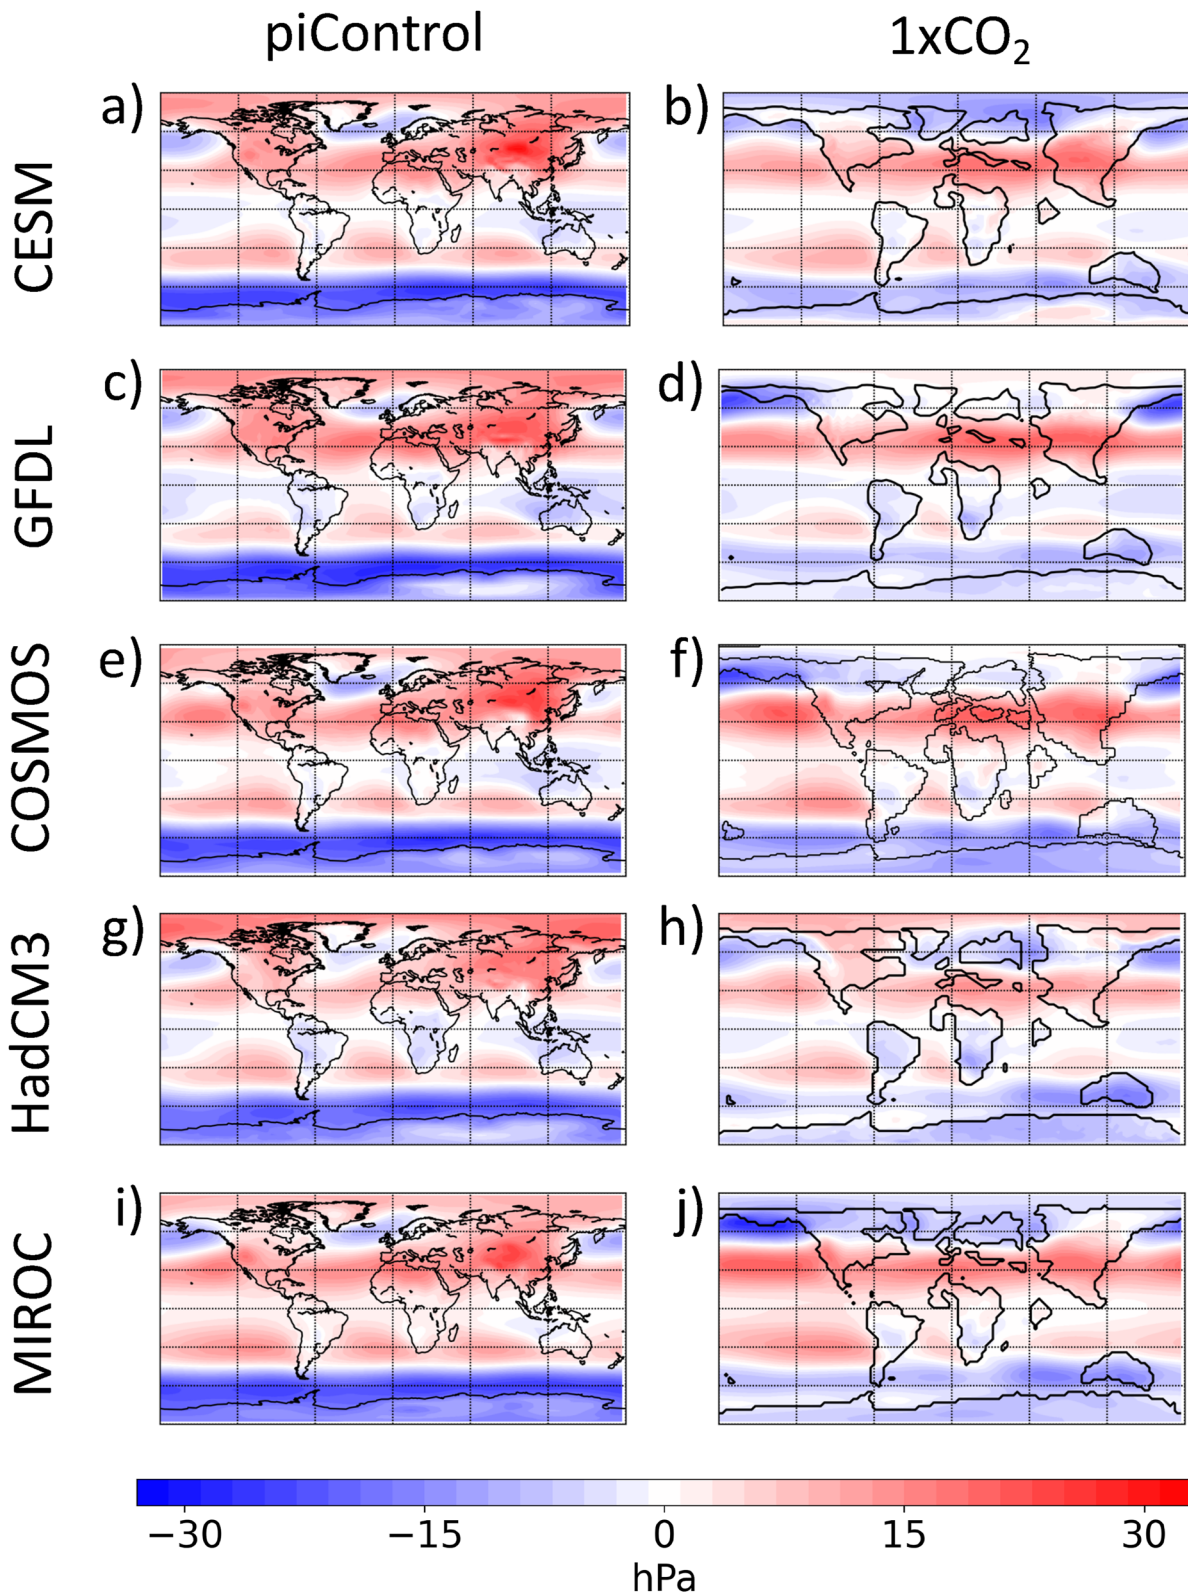 piControl 1xCO₂
CESM a) b)
GFDL c) d)
COSMOS e) f)
HadCM3 g) h)
MIROC i) j)
−30 −15 0 15 30
hPa